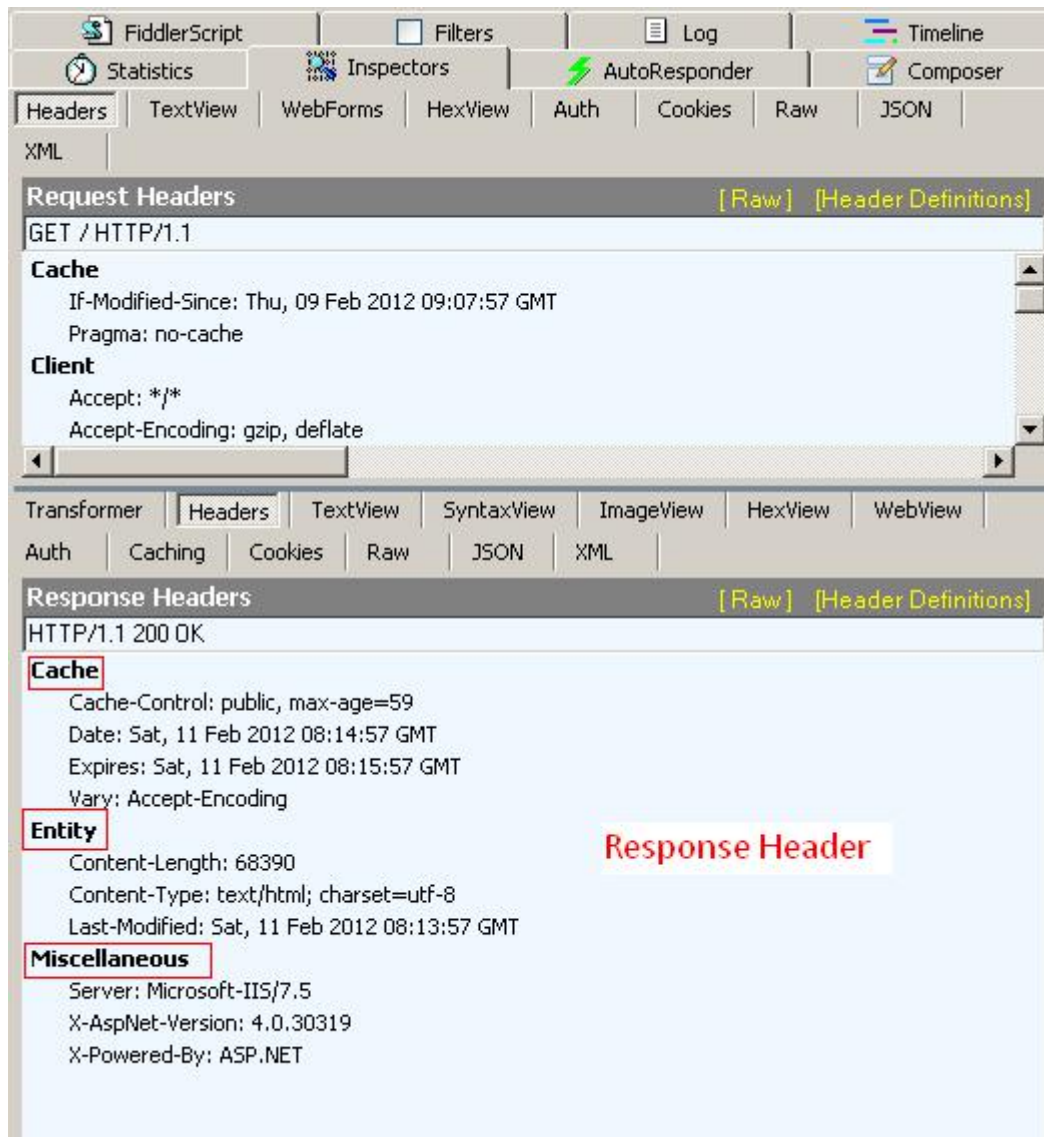 FiddlerScript Filters Log Timeline
Statistics Inspectors AutoResponder Composer
Headers TextView WebForms HexView Auth Cookies Raw JSON
XML
Request Headers [Raw] [Header Definitions]
GET / HTTP/1.1
Cache
If-Modified-Since: Thu, 09 Feb 2012 09:07:57 GMT
Pragma: no-cache
Client
Accept: */*
Accept-Encoding: gzip, deflate
Transformer Headers TextView SyntaxView ImageView HexView WebView
Auth Caching Cookies Raw JSON XML
Response Headers [Raw] [Header Definitions]
HTTP/1.1 200 OK
Cache
Cache-Control: public, max-age=59
Date: Sat, 11 Feb 2012 08:14:57 GMT
Expires: Sat, 11 Feb 2012 08:15:57 GMT
Vary: Accept-Encoding
Entity
Response Header
Content-Length: 68390
Content-Type: text/html; charset=utf-8
Last-Modified: Sat, 11 Feb 2012 08:13:57 GMT
Miscellaneous
Server: Microsoft-IIS/7.5
X-AspNet-Version: 4.0.30319
X-Powered-By: ASP.NET